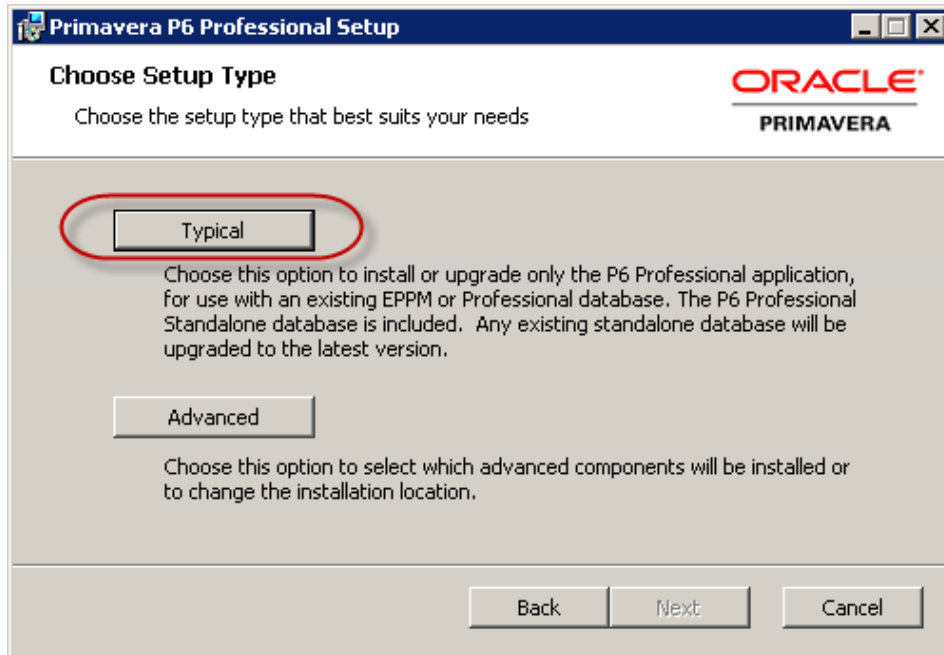 Primavera P6 Professional Setup
Choose Setup Type
Choose the setup type that best suits your needs
ORACLE
PRIMAVERA
Typical
Choose this option to install or upgrade only the P6 Professional application,
for use with an existing EPPM or Professional database. The P6 Professional
Standalone database is included.  Any existing standalone database will be
upgraded to the latest version.
Advanced
Choose this option to select which advanced components will be installed or
to change the installation location.
Back
Next
Cancel